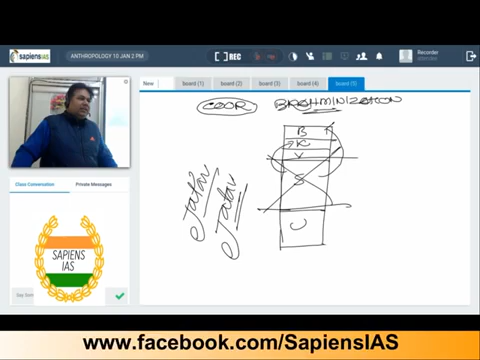 sapiensIAS
ANTHROPOLOGY 10 JAN 2 PM
[ ] REC
Recorder
New
board (1)
board (2)
board (3)
board (4)
board (5)
COOR BRAHMINIZATION
B
K
V
S
C
Jatav
Jatav
Class Conversation
Private Messages
SAPIENS
IAS
www.facebook.com/SapiensIAS